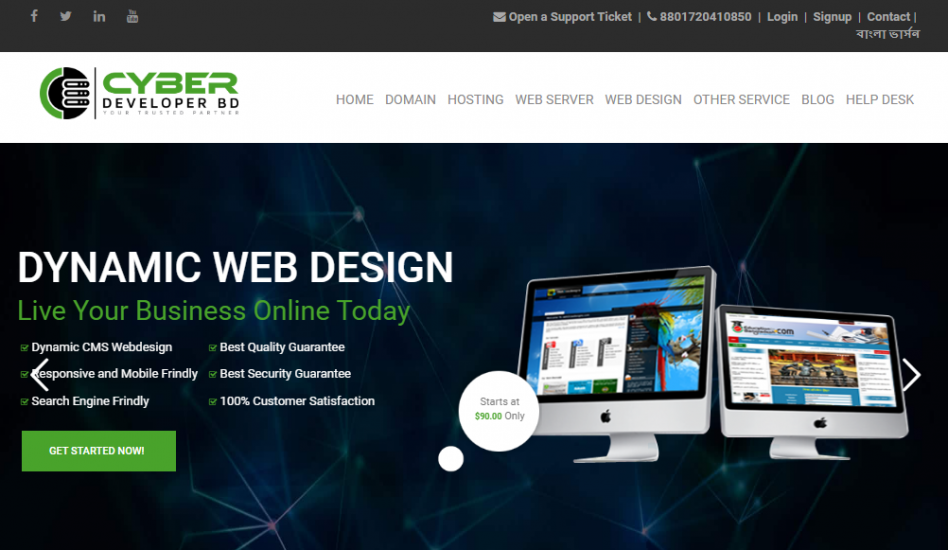 Open a Support Ticket | 8801720410850 | Login | Signup | Contact |
বাংলা ভার্সন
CYBER
DEVELOPER BD
YOUR TRUSTED PARTNER
HOME DOMAIN HOSTING WEB SERVER WEB DESIGN OTHER SERVICE BLOG HELP DESK
DYNAMIC WEB DESIGN
Live Your Business Online Today
Dynamic CMS Webdesign Best Quality Guarantee
Responsive and Mobile Frindly Best Security Guarantee
Search Engine Frindly 100% Customer Satisfaction
Starts at
$90.00 Only
GET STARTED NOW!